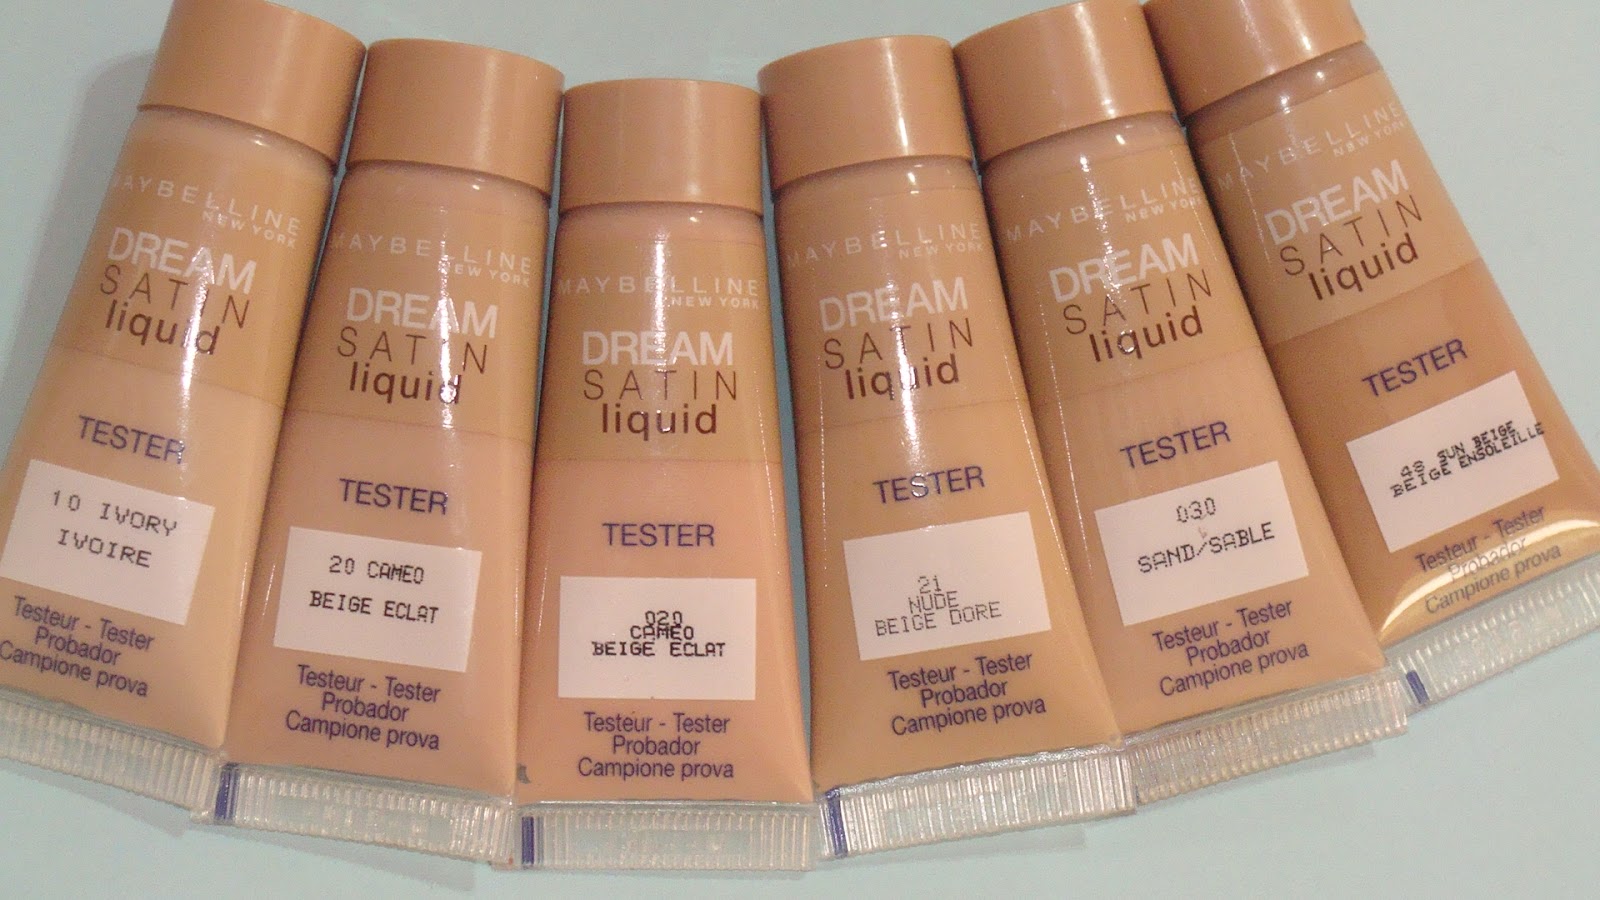 MAYBELLINE
NEW YORK
DREAM
SATIN
liquid
TESTER
10 IVORY
IVOIRE
Testeur - Tester
Probador
Campione prova
MAYBELLINE
NEW YORK
DREAM
SATIN
liquid
TESTER
20 CAMEO
BEIGE ECLAT
Testeur - Tester
Probador
Campione prova
MAYBELLINE
NEW YORK
DREAM
SATIN
liquid
TESTER
020
CAMEO
BEIGE ECLAT
Testeur - Tester
Probador
Campione prova
MAYBELLINE
NEW YORK
DREAM
SATIN
liquid
TESTER
21
NUDE
BEIGE DORE
Testeur - Tester
Probador
Campione prova
MAYBELLINE
NEW YORK
DREAM
SATIN
liquid
TESTER
030
SAND/SABLE
Testeur - Tester
Probador
Campione prova
MAYBELLINE
NEW YORK
DREAM
SATIN
liquid
TESTER
48 SUN BEIGE
BEIGE ENSOLEILLE
Testeur - Tester
Probador
Campione prova